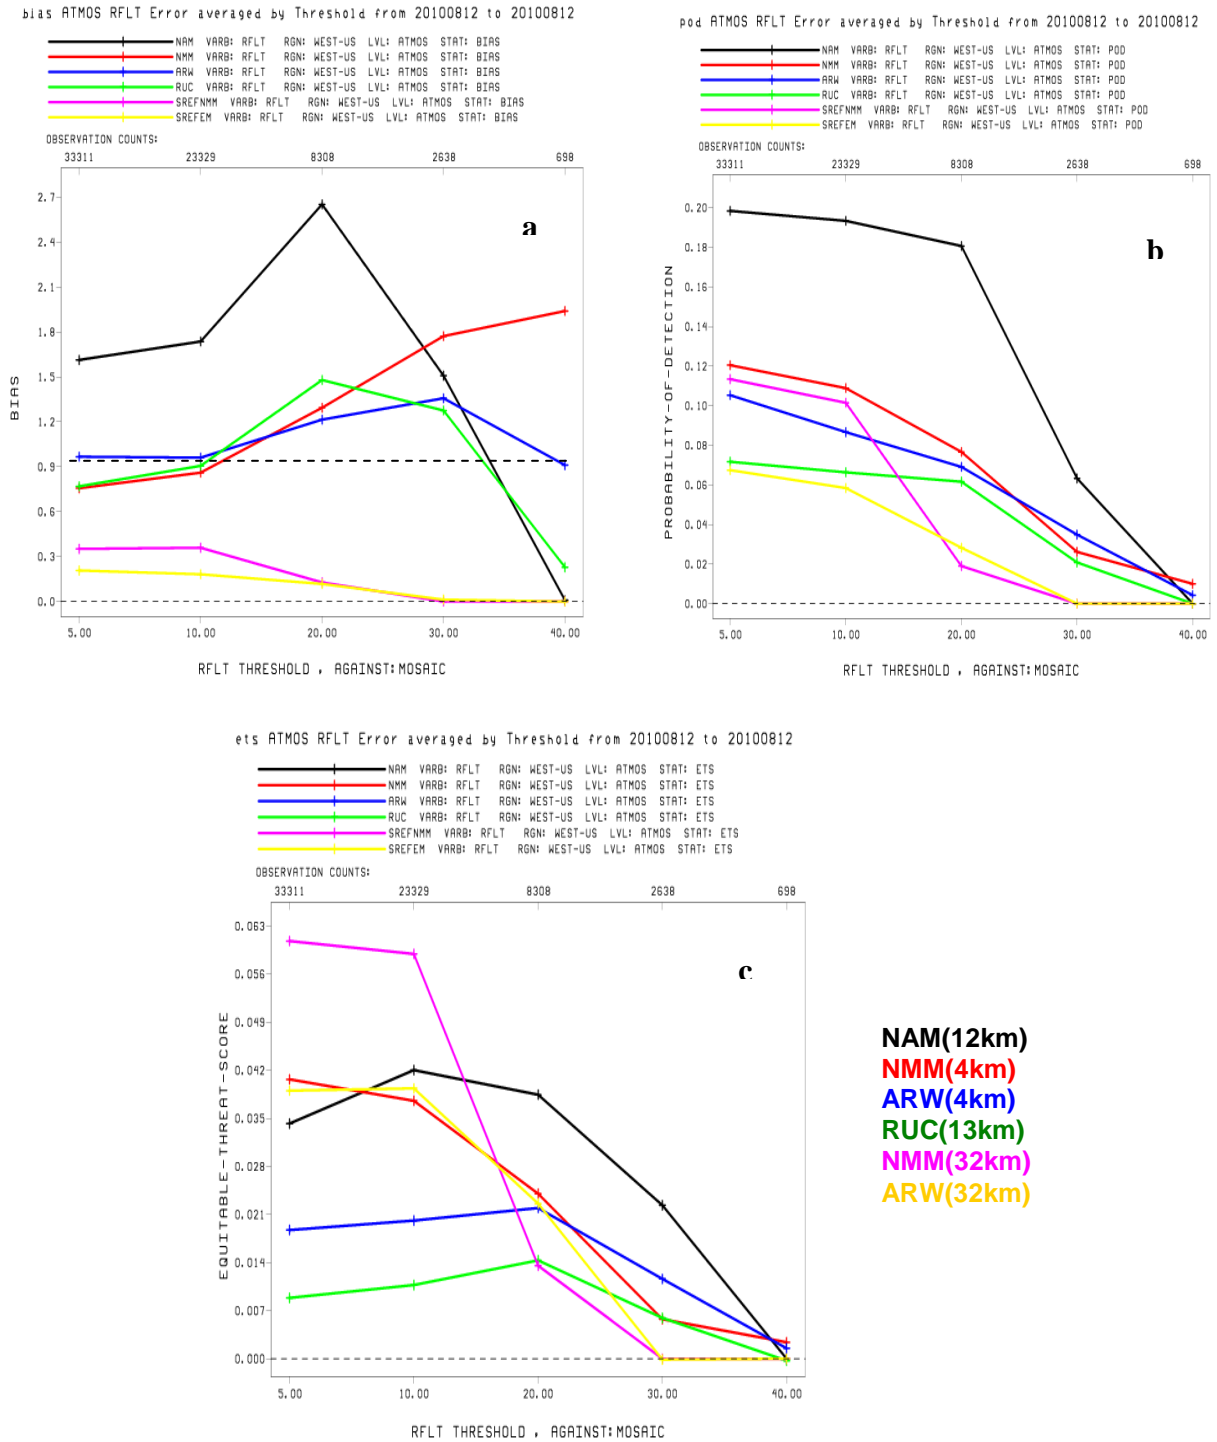 bias ATMOS RFLT Error averaged by Threshold from 20100812 to 20100812
NAM VARB: RFLT RGN: WEST-US LVL: ATMOS STAT: BIAS
NMM VARB: RFLT RGN: WEST-US LVL: ATMOS STAT: BIAS
ARW VARB: RFLT RGN: WEST-US LVL: ATMOS STAT: BIAS
RUC VARB: RFLT RGN: WEST-US LVL: ATMOS STAT: BIAS
SREFNMM VARB: RFLT RGN: WEST-US LVL: ATMOS STAT: BIAS
SREFEM VARB: RFLT RGN: WEST-US LVL: ATMOS STAT: BIAS
OBSERVATION COUNTS:
33311 23329 8308 2638 698
2.7
2.4
2.1
1.8
1.5
1.2
0.9
0.6
0.3
0.0
BIAS
a
5.00 10.00 20.00 30.00 40.00
RFLT THRESHOLD , AGAINST:MOSAIC
pod ATMOS RFLT Error averaged by Threshold from 20100812 to 20100812
NAM VARB: RFLT RGN: WEST-US LVL: ATMOS STAT: POD
NMM VARB: RFLT RGN: WEST-US LVL: ATMOS STAT: POD
ARW VARB: RFLT RGN: WEST-US LVL: ATMOS STAT: POD
RUC VARB: RFLT RGN: WEST-US LVL: ATMOS STAT: POD
SREFNMM VARB: RFLT RGN: WEST-US LVL: ATMOS STAT: POD
SREFEM VARB: RFLT RGN: WEST-US LVL: ATMOS STAT: POD
OBSERVATION COUNTS:
33311 23329 8308 2638 698
0.20
0.18
0.16
0.14
0.12
0.10
0.08
0.06
0.04
0.02
0.00
PROBABILITY-OF-DETECTION
b
5.00 10.00 20.00 30.00 40.00
RFLT THRESHOLD , AGAINST:MOSAIC
ets ATMOS RFLT Error averaged by Threshold from 20100812 to 20100812
NAM VARB: RFLT RGN: WEST-US LVL: ATMOS STAT: ETS
NMM VARB: RFLT RGN: WEST-US LVL: ATMOS STAT: ETS
ARW VARB: RFLT RGN: WEST-US LVL: ATMOS STAT: ETS
RUC VARB: RFLT RGN: WEST-US LVL: ATMOS STAT: ETS
SREFNMM VARB: RFLT RGN: WEST-US LVL: ATMOS STAT: ETS
SREFEM VARB: RFLT RGN: WEST-US LVL: ATMOS STAT: ETS
OBSERVATION COUNTS:
33311 23329 8308 2638 698
0.063
0.056
0.049
0.042
0.035
0.028
0.021
0.014
0.007
0.000
EQUITABLE-THREAT-SCORE
c
5.00 10.00 20.00 30.00 40.00
RFLT THRESHOLD , AGAINST:MOSAIC
NAM(12km)
NMM(4km)
ARW(4km)
RUC(13km)
NMM(32km)
ARW(32km)